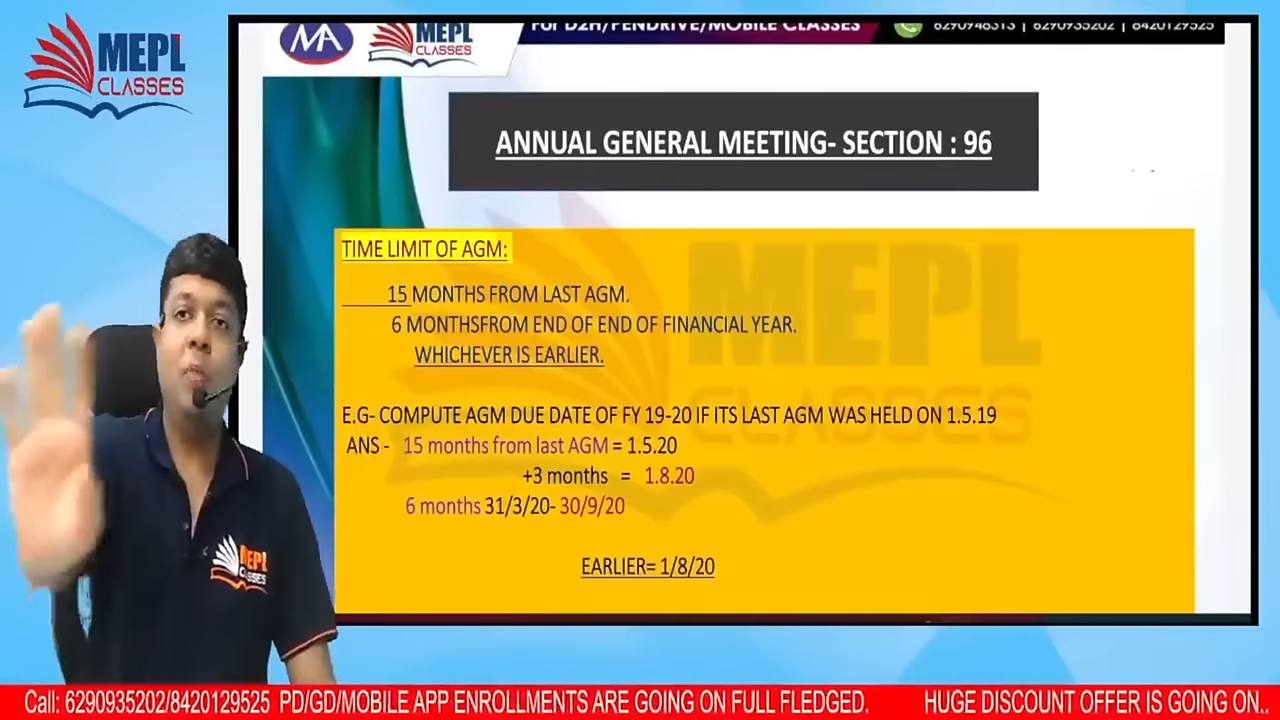 MEPL
CLASSES
MA
MEPL
CLASSES
For D2H/PENDRIVE/MOBILE CLASSES
6290948313 | 6290935202 | 8420129525
ANNUAL GENERAL MEETING- SECTION : 96
TIME LIMIT OF AGM:
15 MONTHS FROM LAST AGM.
6 MONTHSFROM END OF END OF FINANCIAL YEAR.
WHICHEVER IS EARLIER.
E.G- COMPUTE AGM DUE DATE OF FY 19-20 IF ITS LAST AGM WAS HELD ON 1.5.19
ANS - 15 months from last AGM = 1.5.20
+3 months = 1.8.20
6 months 31/3/20- 30/9/20
EARLIER= 1/8/20
MEPL
CLASSES
MEPL
CLASSES
Call: 6290935202/8420129525 PD/GD/MOBILE APP ENROLLMENTS ARE GOING ON FULL FLEDGED. HUGE DISCOUNT OFFER IS GOING ON..